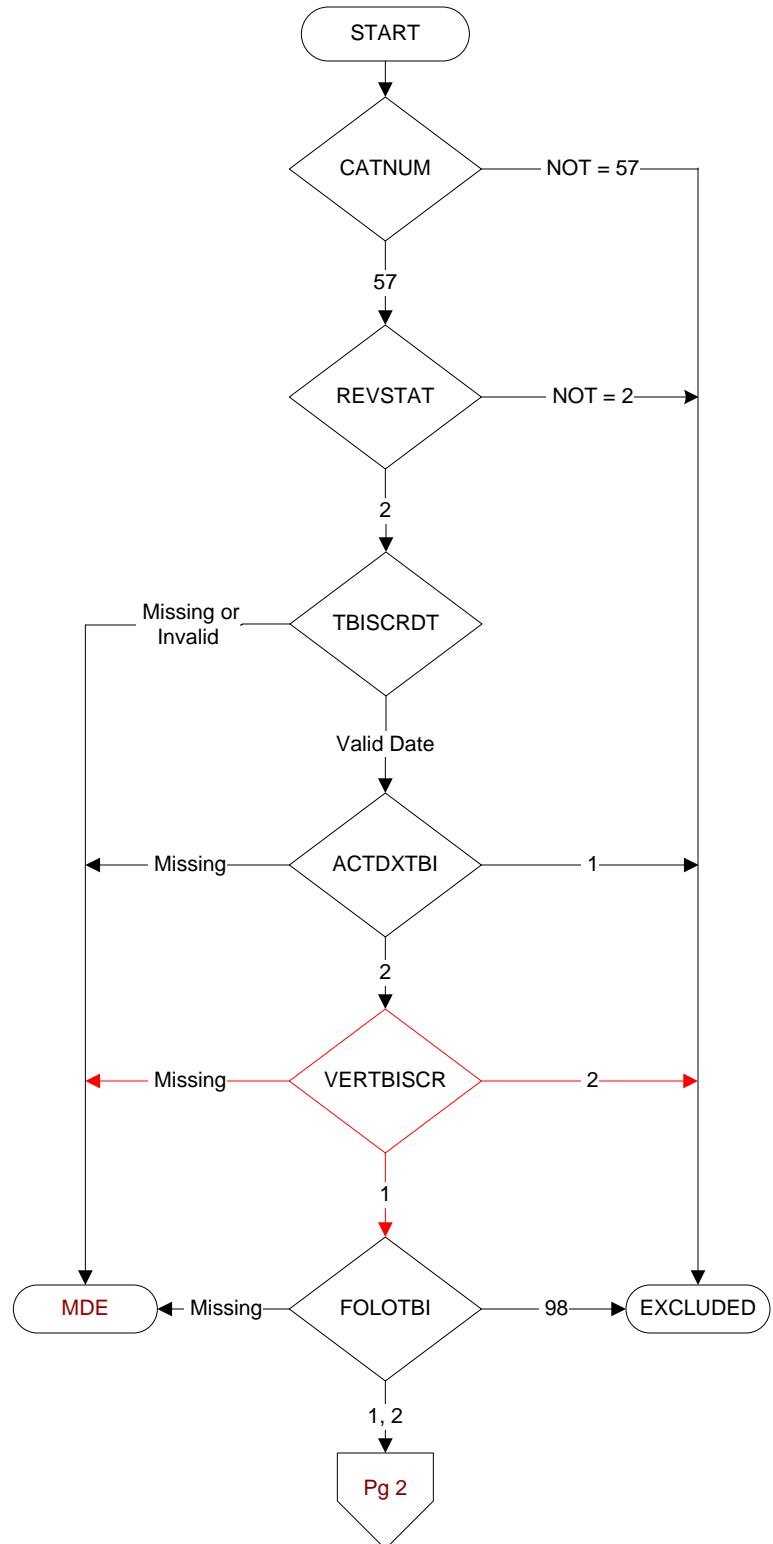 START
CATNUM
NOT = 57
57
REVSTAT
NOT = 2
2
Missing or
Invalid
TBISCRDT
Valid Date
Missing
ACTDXTBI
1
2
Missing
VERTBISCR
2
1
MDE
Missing
FOLOTBI
98
EXCLUDED
1, 2
Pg 2